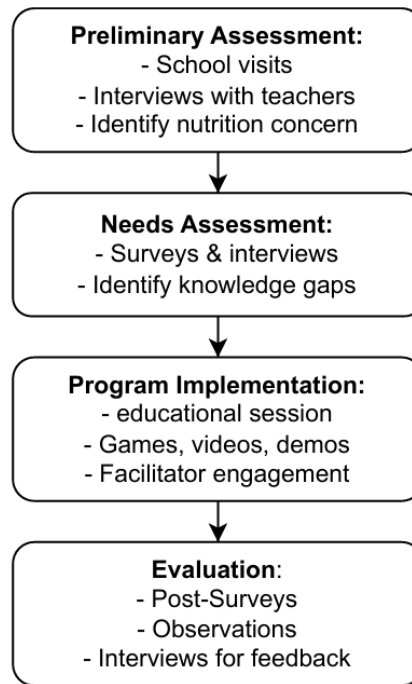 Preliminary Assessment:
- School visits
- Interviews with teachers
- Identify nutrition concern
Needs Assessment:
- Surveys & interviews
- Identify knowledge gaps
Program Implementation:
- educational session
- Games, videos, demos
- Facilitator engagement
Evaluation:
- Post-Surveys
- Observations
- Interviews for feedback